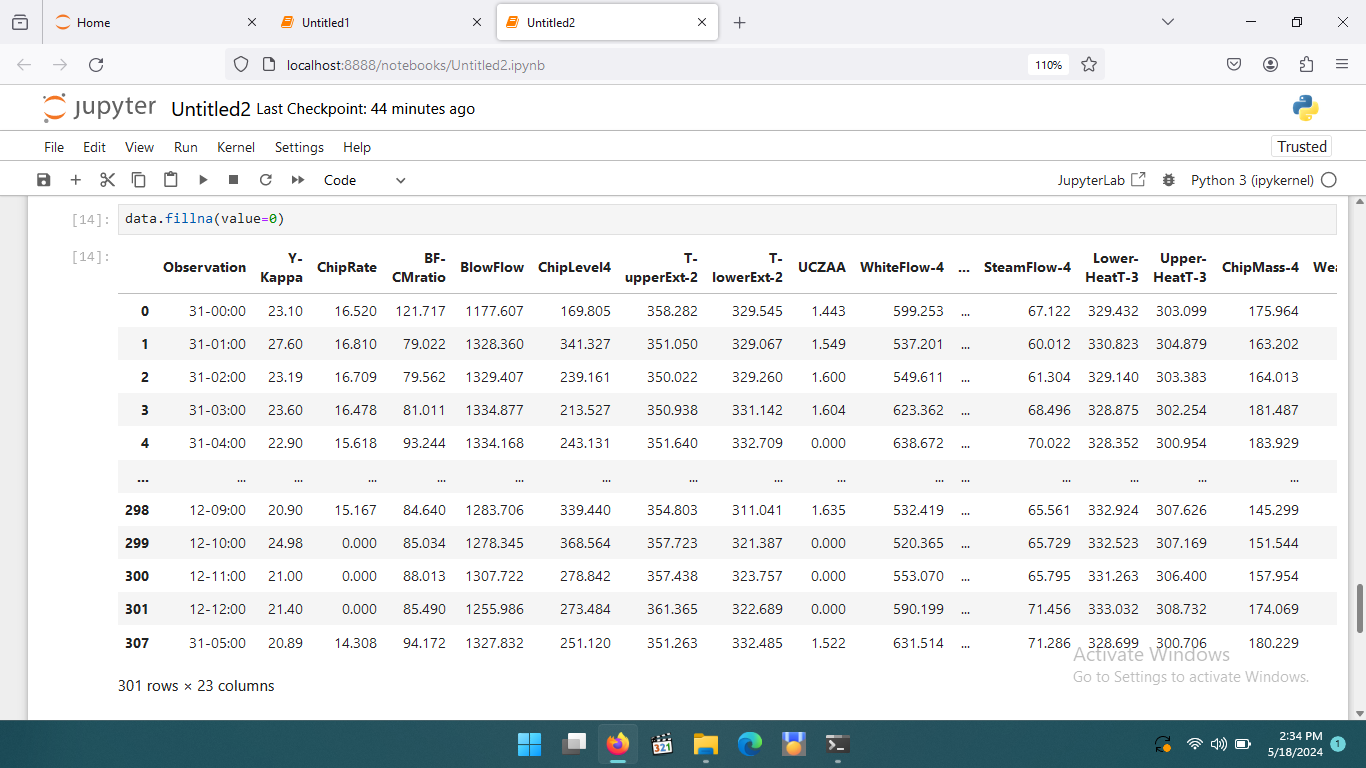 Home
Untitled1
Untitled2
localhost:8888/notebooks/Untitled2.ipynb
110%
jupyter Untitled2 Last Checkpoint: 44 minutes ago
File Edit View Run Kernel Settings Help
Trusted
Code
JupyterLab
Python 3 (ipykernel)
[14]: data.fillna(value=0)
[14]:
Observation Y-Kappa ChipRate BF-CMratio BlowFlow ChipLevel4 T-upperExt-2 T-lowerExt-2 UCZAA WhiteFlow-4 ... SteamFlow-4 Lower-HeatT-3 Upper-HeatT-3 ChipMass-4 Wea
0 31-00:00 23.10 16.520 121.717 1177.607 169.805 358.282 329.545 1.443 599.253 ... 67.122 329.432 303.099 175.964
1 31-01:00 27.60 16.810 79.022 1328.360 341.327 351.050 329.067 1.549 537.201 ... 60.012 330.823 304.879 163.202
2 31-02:00 23.19 16.709 79.562 1329.407 239.161 350.022 329.260 1.600 549.611 ... 61.304 329.140 303.383 164.013
3 31-03:00 23.60 16.478 81.011 1334.877 213.527 350.938 331.142 1.604 623.362 ... 68.496 328.875 302.254 181.487
4 31-04:00 22.90 15.618 93.244 1334.168 243.131 351.640 332.709 0.000 638.672 ... 70.022 328.352 300.954 183.929
... ... ... ... ... ... ... ... ... ... ... ... ... ... ... ...
298 12-09:00 20.90 15.167 84.640 1283.706 339.440 354.803 311.041 1.635 532.419 ... 65.561 332.924 307.626 145.299
299 12-10:00 24.98 0.000 85.034 1278.345 368.564 357.723 321.387 0.000 520.365 ... 65.729 332.523 307.169 151.544
300 12-11:00 21.00 0.000 88.013 1307.722 278.842 357.438 323.757 0.000 553.070 ... 65.795 331.263 306.400 157.954
301 12-12:00 21.40 0.000 85.490 1255.986 273.484 361.365 322.689 0.000 590.199 ... 71.456 333.032 308.732 174.069
307 31-05:00 20.89 14.308 94.172 1327.832 251.120 351.263 332.485 1.522 631.514 ... 71.286 328.699 300.706 180.229
Activate Windows
Go to Settings to activate Windows.
301 rows × 23 columns
321
2:34 PM
5/18/2024
1